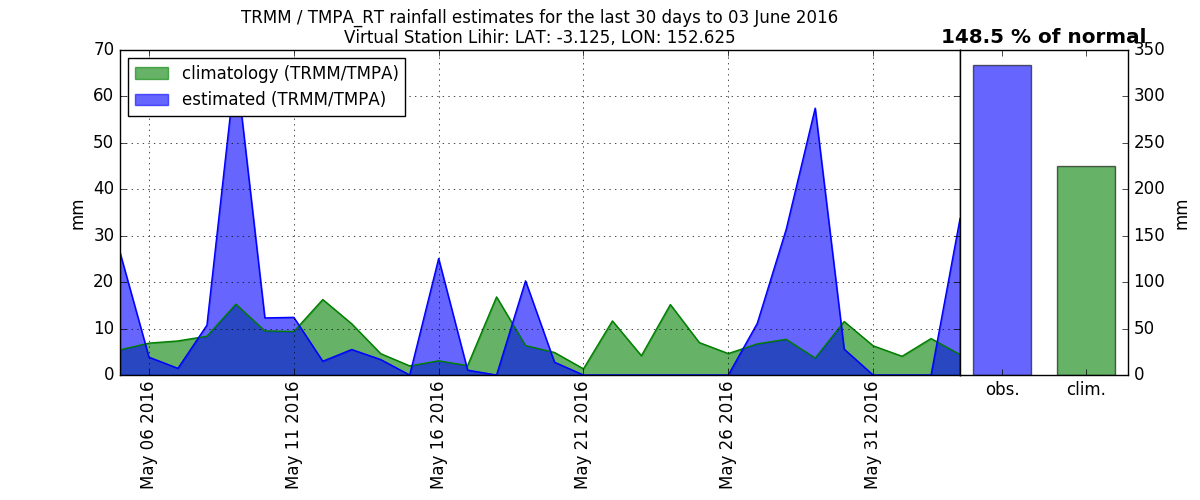 TRMM / TMPA_RT rainfall estimates for the last 30 days to 03 June 2016
Virtual Station Lihir: LAT: -3.125, LON: 152.625
148.5 % of normal
climatology (TRMM/TMPA)
estimated (TRMM/TMPA)
70
60
50
40
30
20
10
0
mm
May 06 2016
May 11 2016
May 16 2016
May 21 2016
May 26 2016
May 31 2016
obs.
clim.
350
300
250
200
150
100
50
0
mm